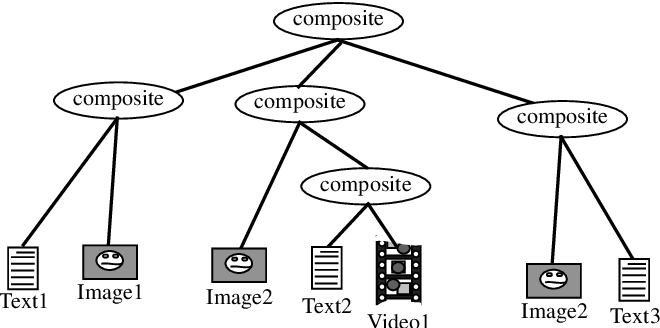 composite
composite
composite
composite
composite
Text1
Image1
Image2
Text2
Video1
Image2
Text3